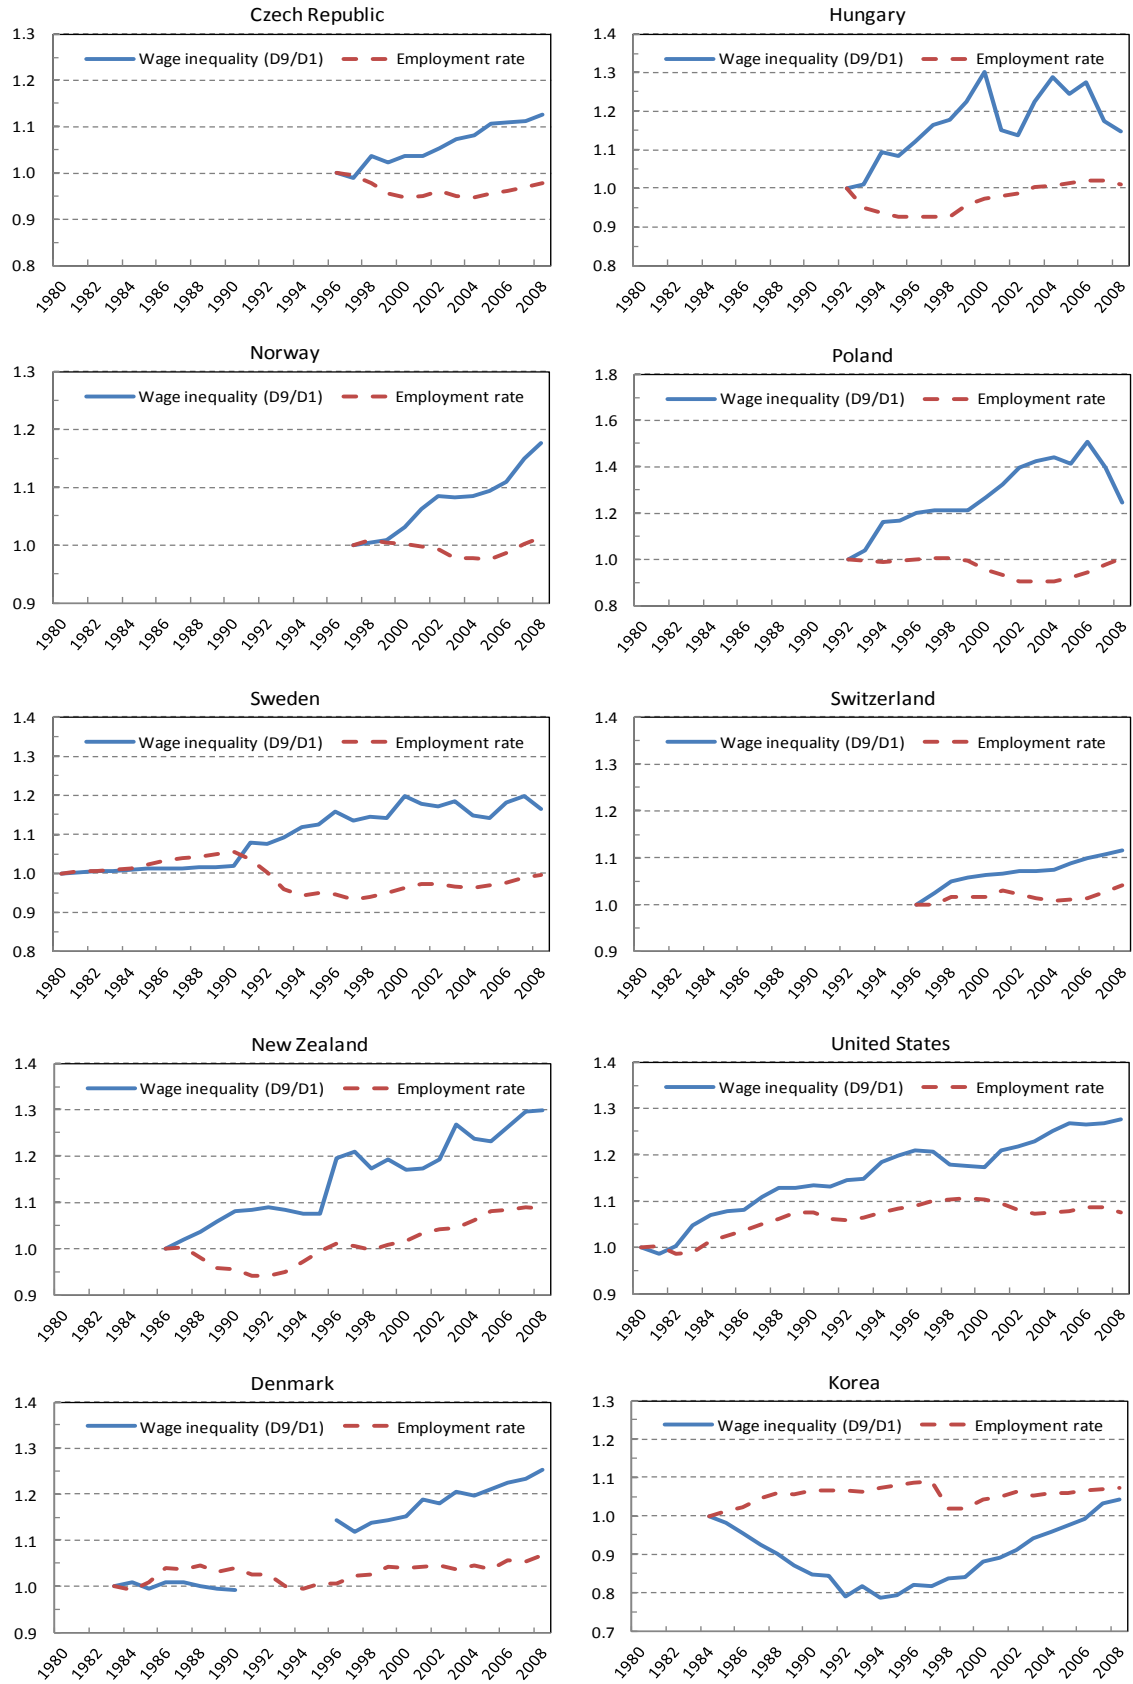 Czech Republic
Wage inequality (D9/D1) Employment rate
1.3
1.2
1.1
1.0
0.9
0.8
1980 1982 1984 1986 1988 1990 1992 1994 1996 1998 2000 2002 2004 2006 2008
Hungary
Wage inequality (D9/D1) Employment rate
1.4
1.3
1.2
1.1
1.0
0.9
0.8
1980 1982 1984 1986 1988 1990 1992 1994 1996 1998 2000 2002 2004 2006 2008
Norway
Wage inequality (D9/D1) Employment rate
1.3
1.2
1.1
1.0
0.9
1980 1982 1984 1986 1988 1990 1992 1994 1996 1998 2000 2002 2004 2006 2008
Poland
Wage inequality (D9/D1) Employment rate
1.8
1.6
1.4
1.2
1.0
0.8
1980 1982 1984 1986 1988 1990 1992 1994 1996 1998 2000 2002 2004 2006 2008
Sweden
Wage inequality (D9/D1) Employment rate
1.4
1.3
1.2
1.1
1.0
0.9
0.8
1980 1982 1984 1986 1988 1990 1992 1994 1996 1998 2000 2002 2004 2006 2008
Switzerland
Wage inequality (D9/D1) Employment rate
1.4
1.3
1.2
1.1
1.0
0.9
1980 1982 1984 1986 1988 1990 1992 1994 1996 1998 2000 2002 2004 2006 2008
New Zealand
Wage inequality (D9/D1) Employment rate
1.4
1.3
1.2
1.1
1.0
0.9
1980 1982 1984 1986 1988 1990 1992 1994 1996 1998 2000 2002 2004 2006 2008
United States
Wage inequality (D9/D1) Employment rate
1.4
1.3
1.2
1.1
1.0
0.9
1980 1982 1984 1986 1988 1990 1992 1994 1996 1998 2000 2002 2004 2006 2008
Denmark
Wage inequality (D9/D1) Employment rate
1.4
1.3
1.2
1.1
1.0
0.9
1980 1982 1984 1986 1988 1990 1992 1994 1996 1998 2000 2002 2004 2006 2008
Korea
Wage inequality (D9/D1) Employment rate
1.3
1.2
1.1
1.0
0.9
0.8
0.7
1980 1982 1984 1986 1988 1990 1992 1994 1996 1998 2000 2002 2004 2006 2008